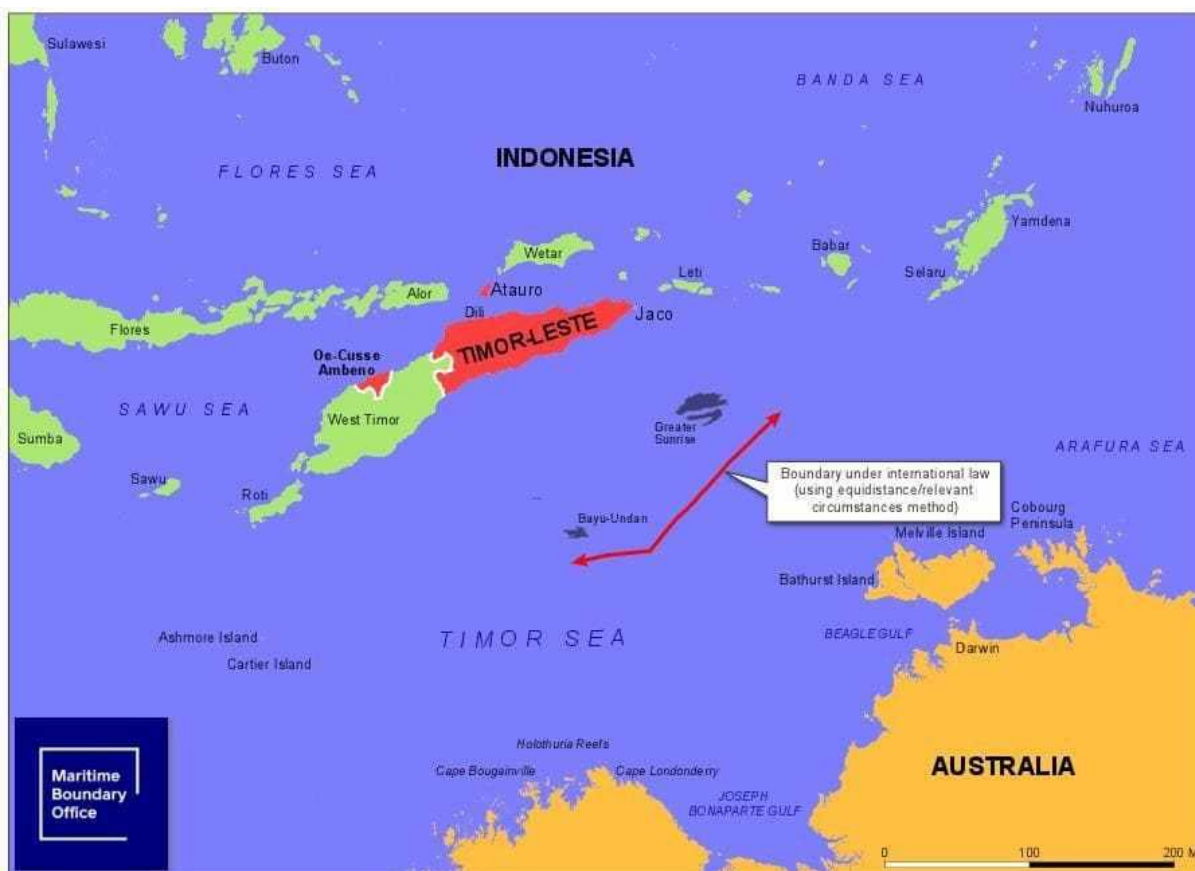 Sulawesi
Buton
BANDA SEA
Nuhuroa
INDONESIA
FLORES SEA
Yamdena
Wetar
Babar
Selaru
Leti
Alor
Atauro
Dili
Jaco
Flores
TIMOR-LESTE
Oe-Cusse
Ambeno
SAWU SEA
West Timor
Greater
Sunrise
Sumba
ARAFURA SEA
Boundary under international law
(using equidistance/relevant
circumstances method)
Sawu
Roti
Bayu-Undan
Cobourg
Peninsula
Melville Island
Bathurst Island
Ashmore Island
TIMOR SEA
BEAGLE GULF
Darwin
Cartier Island
Holothuria Reefs
Cape Bougainville
Cape Londonderry
AUSTRALIA
JOSEPH
BONAPARTE GULF
Maritime
Boundary
Office
0 100 200 M